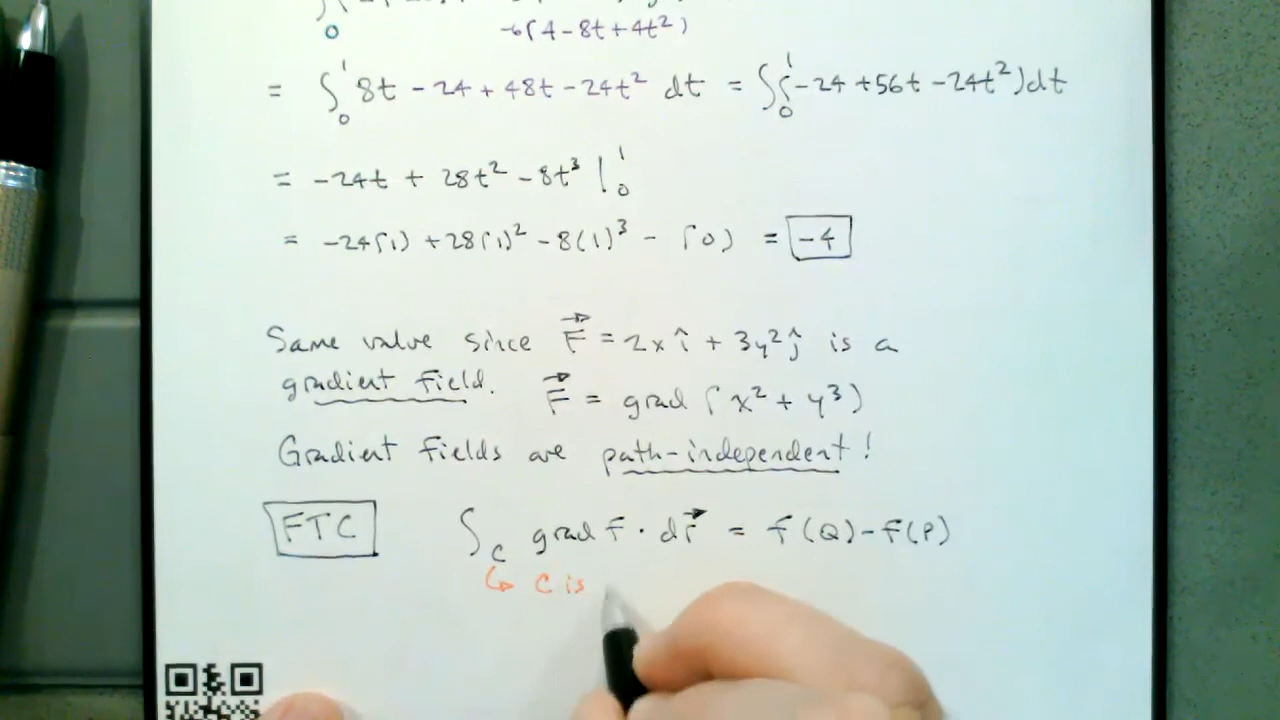 0
-6(4-8t+4t²)
= ∫₀¹ 8t - 24 + 48t - 24t² dt = ∫₀¹(-24 + 56t - 24t²)dt
= -24t + 28t² - 8t³ |₀¹
= -24(1) + 28(1)² - 8(1)³ - (0) = -4
Same value since F⃗ = 2x î + 3y² ĵ is a
gradient field. F⃗ = grad (x² + y³)
Gradient fields are path-independent!
FTC ∫_C grad f · dr⃗ = f(Q) - f(P)
↳ C is